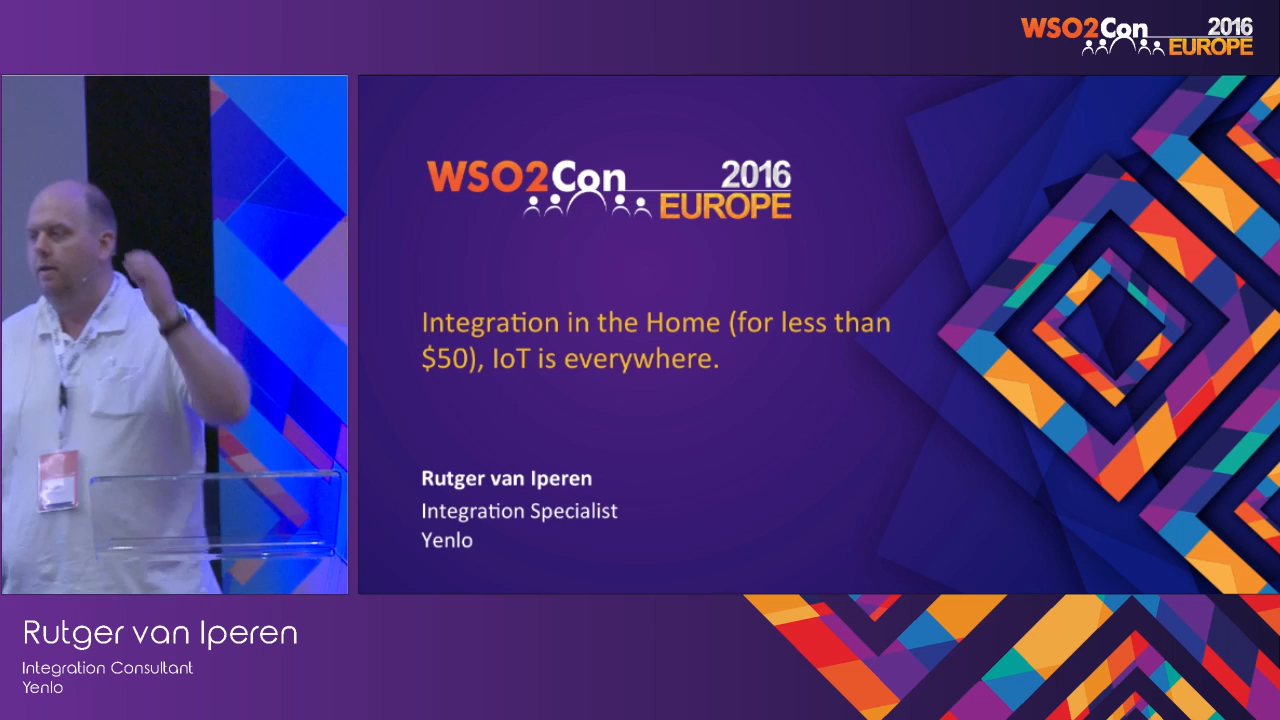 WSO2Con 2016
EUROPE
WSO2Con 2016
EUROPE
Integration in the Home (for less than
$50), IoT is everywhere.
Rutger van Iperen
Integration Specialist
Yenlo
Rutger van Iperen
Integration Consultant
Yenlo